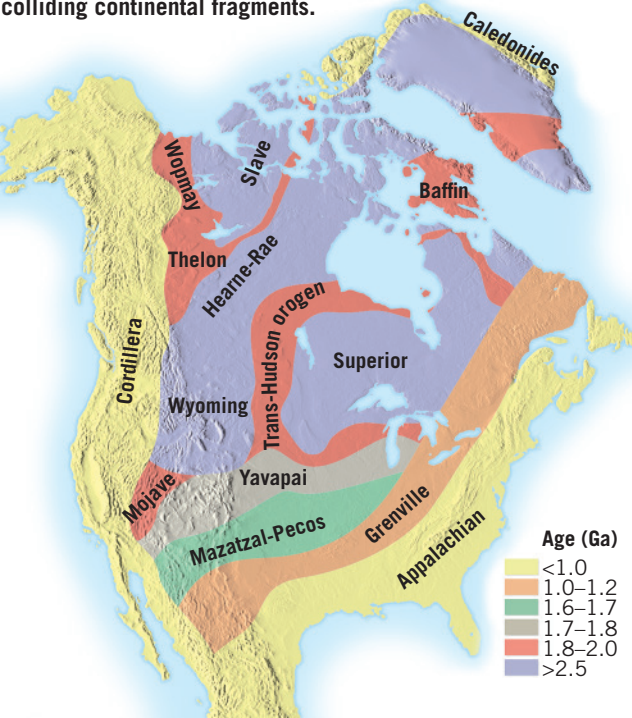 colliding continental fragments.
Caledonides
Wopmay
Slave
Baffin
Thelon
Hearne-Rae
Trans-Hudson orogen
Cordillera
Superior
Wyoming
Yavapai
Mojave
Mazatzal-Pecos
Grenville
Appalachian
Age (Ga)
<1.0
1.0–1.2
1.6–1.7
1.7–1.8
1.8–2.0
>2.5